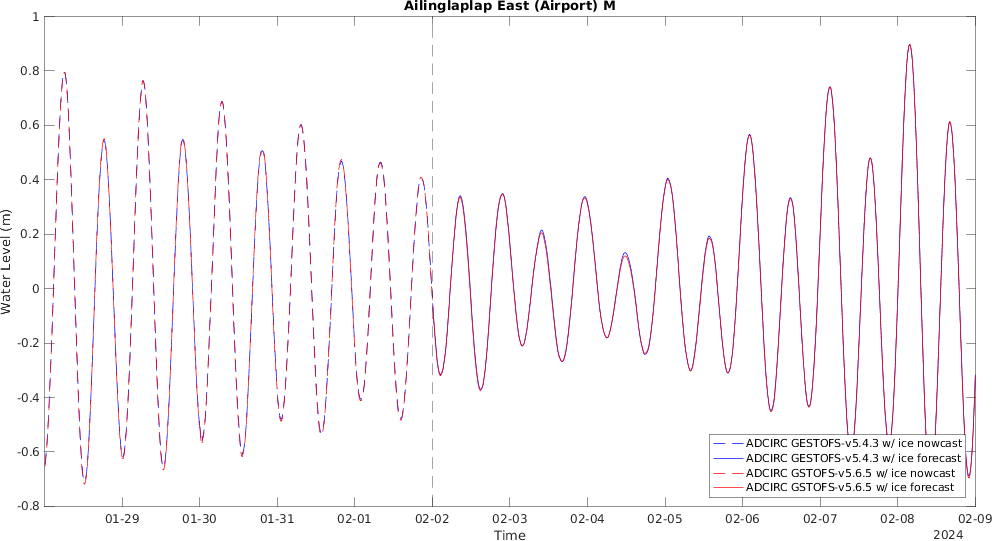 Ailinglaplap East (Airport) M
1
0.8
0.6
0.4
0.2
0
-0.2
-0.4
-0.6
-0.8
Water Level (m)
ADCIRC GESTOFS-v5.4.3 w/ ice nowcast
ADCIRC GESTOFS-v5.4.3 w/ ice forecast
ADCIRC GSTOFS-v5.6.5 w/ ice nowcast
ADCIRC GSTOFS-v5.6.5 w/ ice forecast
01-29 01-30 01-31 02-01 02-02 02-03 02-04 02-05 02-06 02-07 02-08 02-09
Time
2024